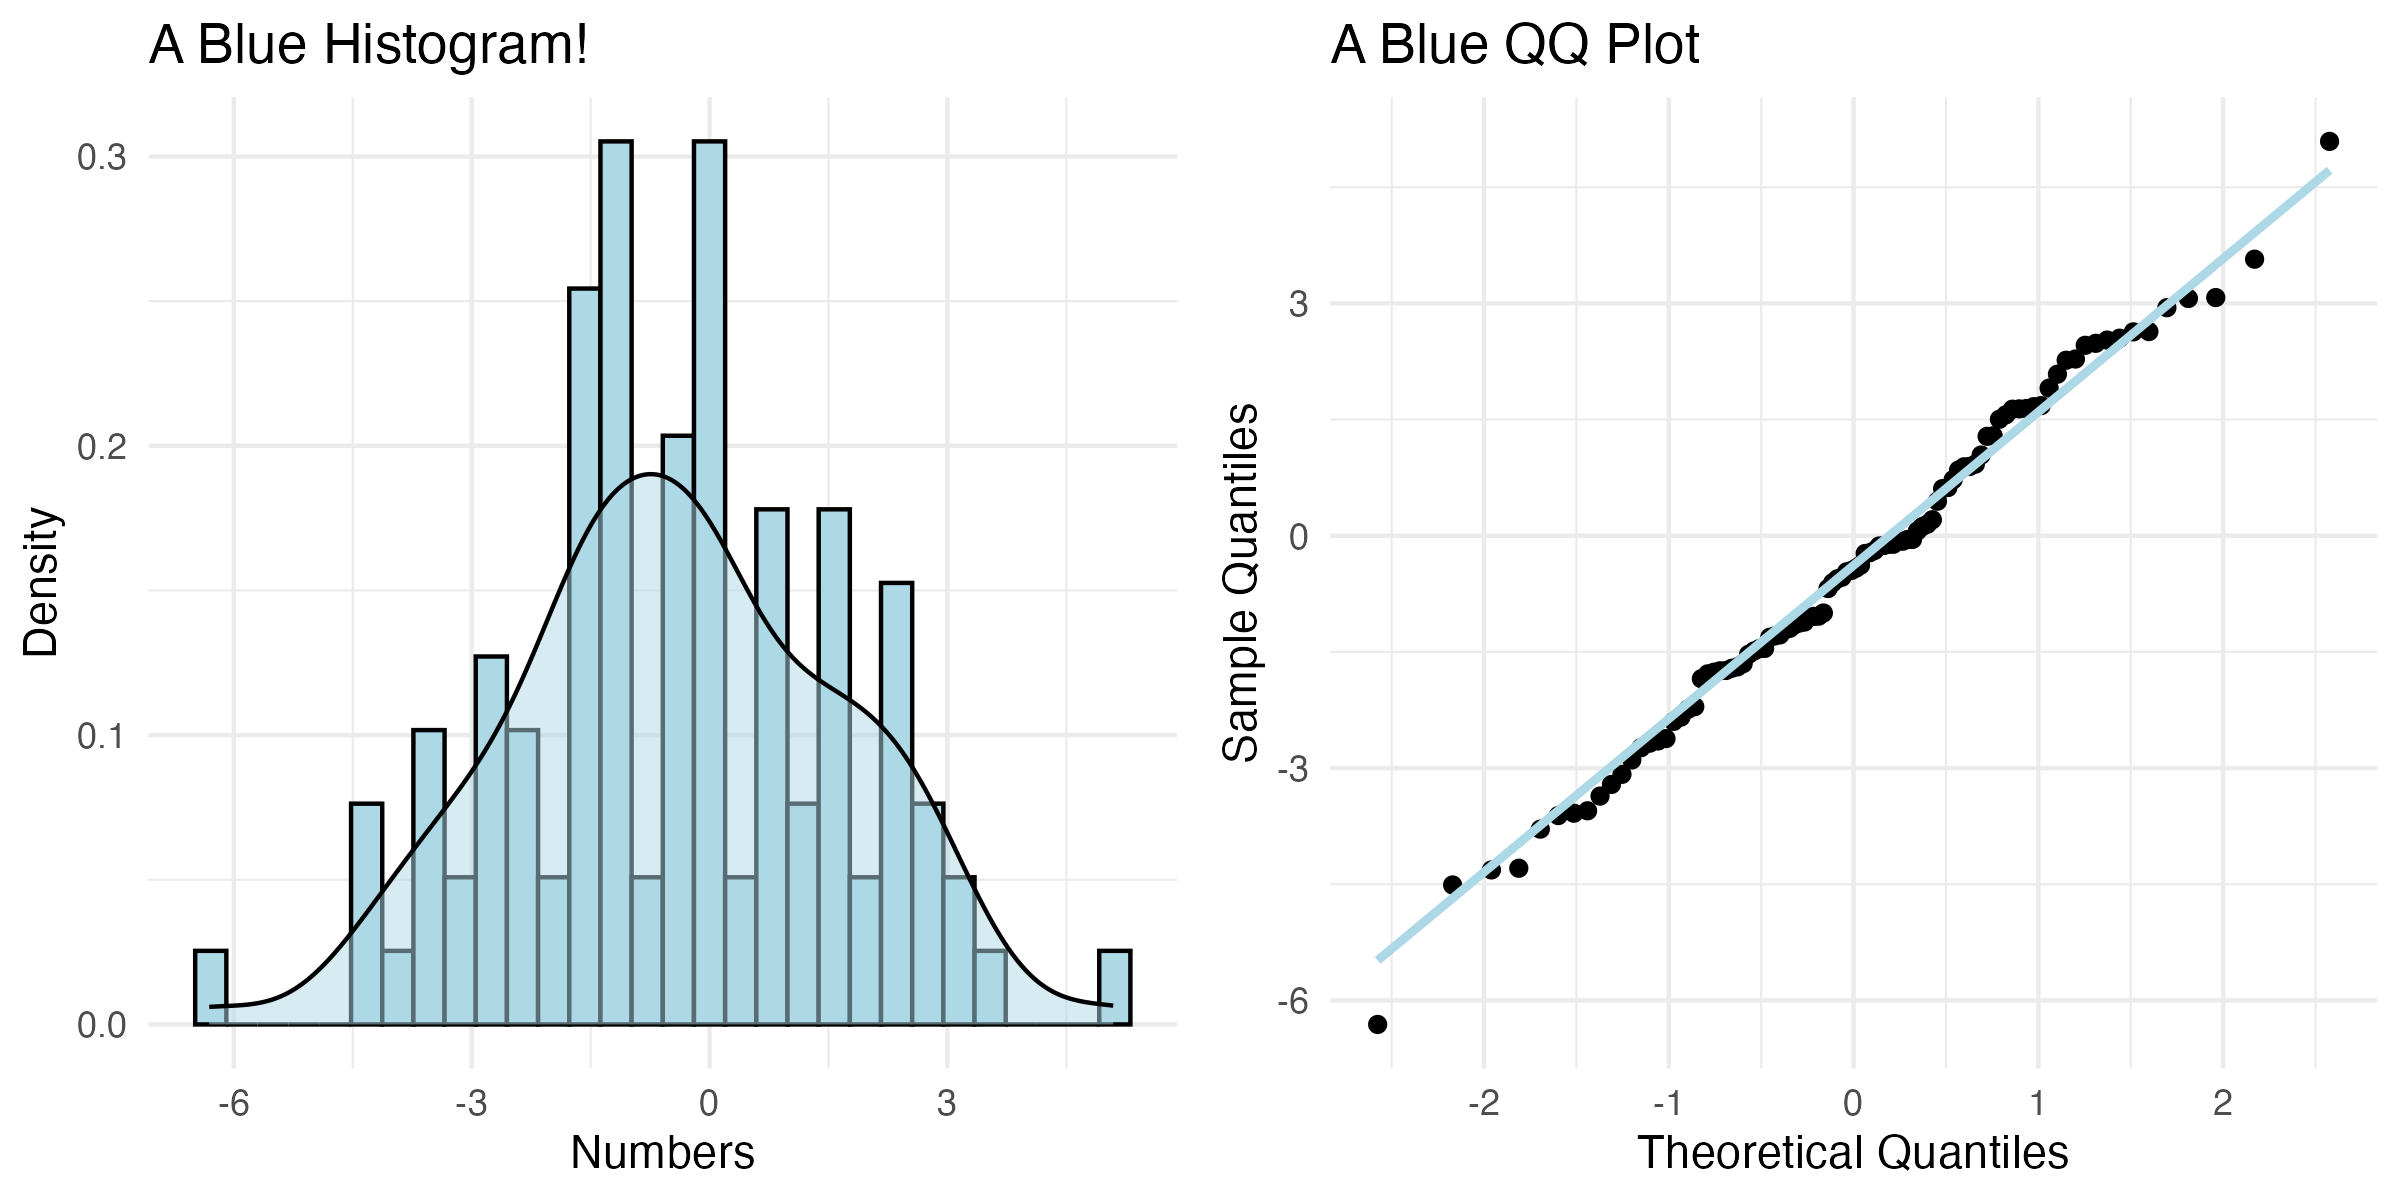 A Blue Histogram!
Density
0.3
0.2
0.1
0.0
-6 -3 0 3
Numbers
A Blue QQ Plot
Sample Quantiles
3
0
-3
-6
-2 -1 0 1 2
Theoretical Quantiles